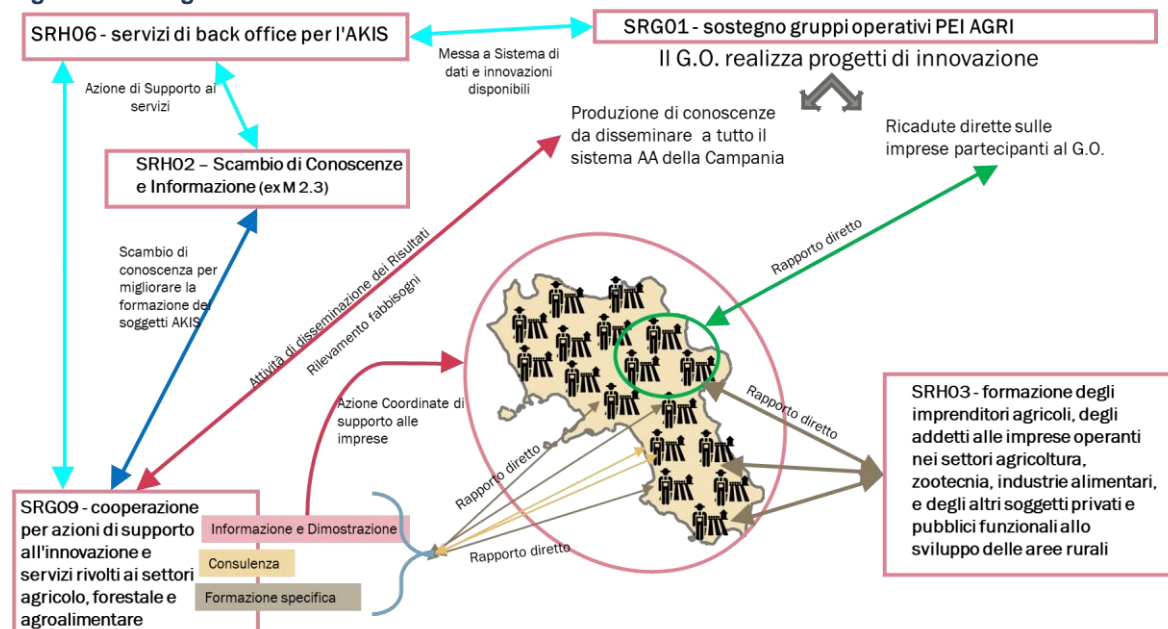 SRH06 - servizi di back office per l'AKIS
SRG01 - sostegno gruppi operativi PEI AGRI
Messa a Sistema di
dati e innovazioni
disponibili
Il G.O. realizza progetti di innovazione
Azione di Supporto ai
servizi
Produzione di conoscenze
da disseminare a tutto il
sistema AA della Campania
Ricadute dirette sulle
imprese partecipanti al G.O.
SRH02 – Scambio di Conoscenze
e Informazione (ex M 2.3)
Scambio di
conoscenza per
migliorare la
formazione dei
soggetti AKIS
Attività di disseminazione dei Risultati
Rilevamento fabbisogni
Rapporto diretto
Azione Coordinate di
supporto alle
imprese
Rapporto diretto
SRH03 - formazione degli
imprenditori agricoli, degli
addetti alle imprese operanti
nei settori agricoltura,
zootecnia, industrie alimentari,
e degli altri soggetti privati e
pubblici funzionali allo
sviluppo delle aree rurali
Rapporto diretto
Rapporto diretto
SRG09 - cooperazione
per azioni di supporto
all'innovazione e
servizi rivolti ai settori
agricolo, forestale e
agroalimentare
Informazione e Dimostrazione
Consulenza
Formazione specifica